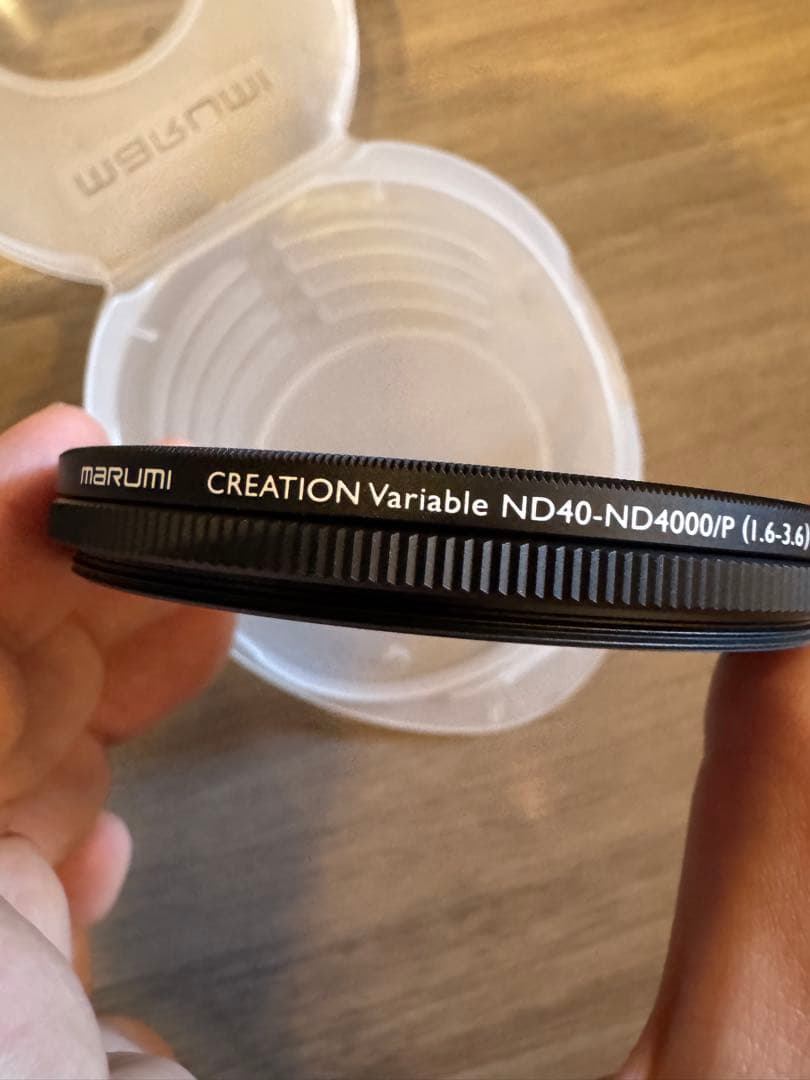 marumi
marumi CREATION Variable ND40-ND4000/P (1.6-3.6)